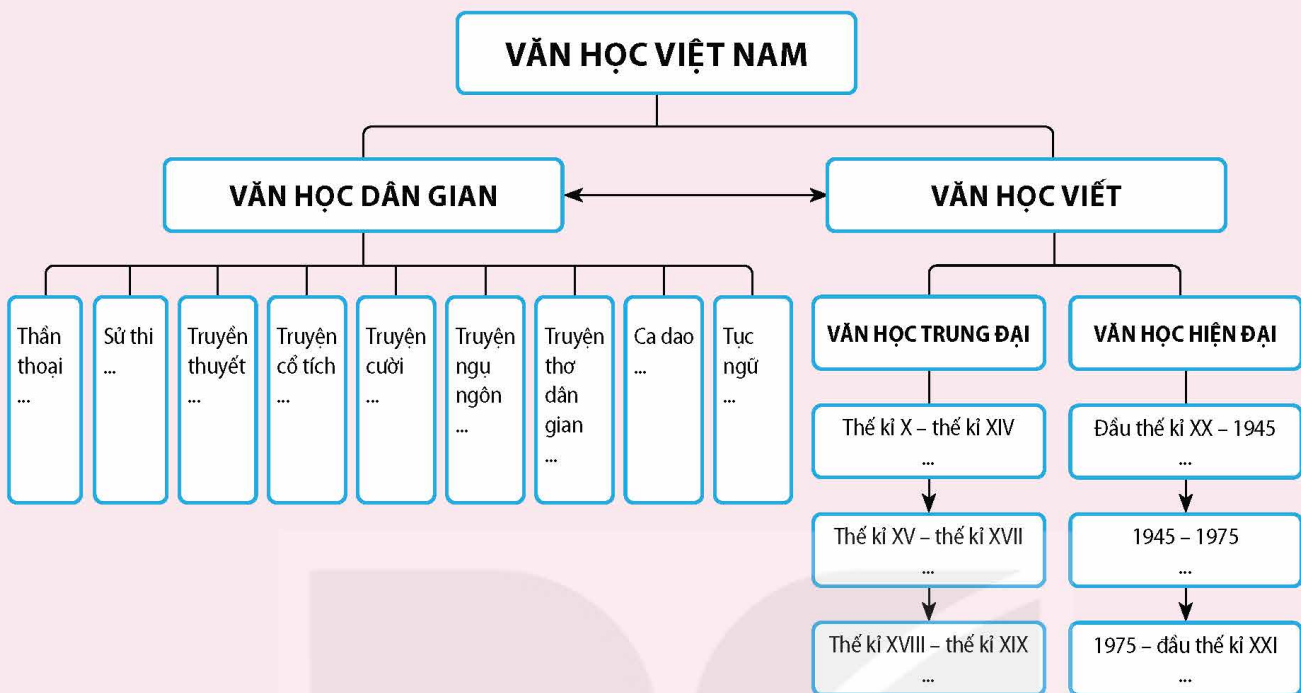 VĂN HỌC VIỆT NAM
VĂN HỌC DÂN GIAN
VĂN HỌC VIẾT
Thần
thoại
...
Sử thi
...
Truyền
thuyết
...
Truyện
cổ tích
...
Truyện
cười
...
Truyện
ngụ
ngôn
...
Truyện
thơ
dân
gian
...
Ca dao
...
Tục
ngữ
...
VĂN HỌC TRUNG ĐẠI
Thế kỉ X – thế kỉ XIV
...
Thế kỉ XV – thế kỉ XVII
...
Thế kỉ XVIII – thế kỉ XIX
...
VĂN HỌC HIỆN ĐẠI
Đầu thế kỉ XX – 1945
...
1945 – 1975
...
1975 – đầu thế kỉ XXI
...